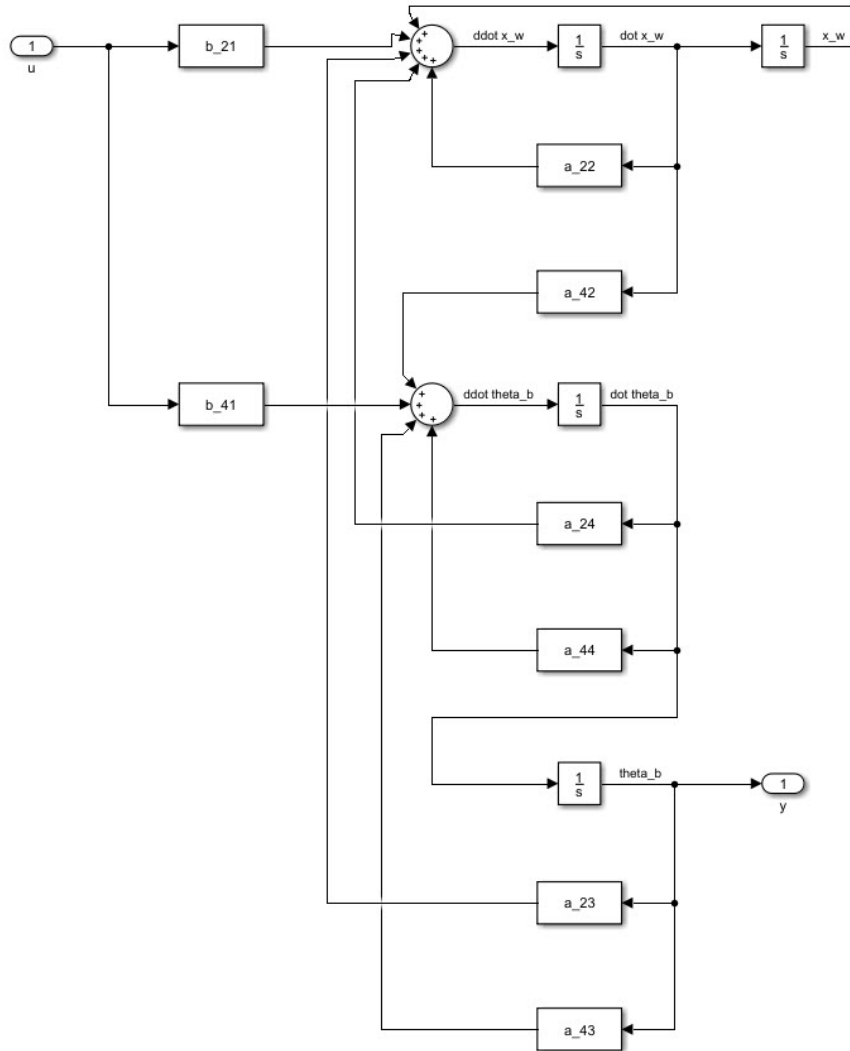 1
u
b_21
+
+
+
+
+
ddot x_w
1
s
dot x_w
1
s
x_w
a_22
a_42
b_41
+
+
+
+
ddot theta_b
1
s
dot theta_b
a_24
a_44
1
s
theta_b
1
y
a_23
a_43